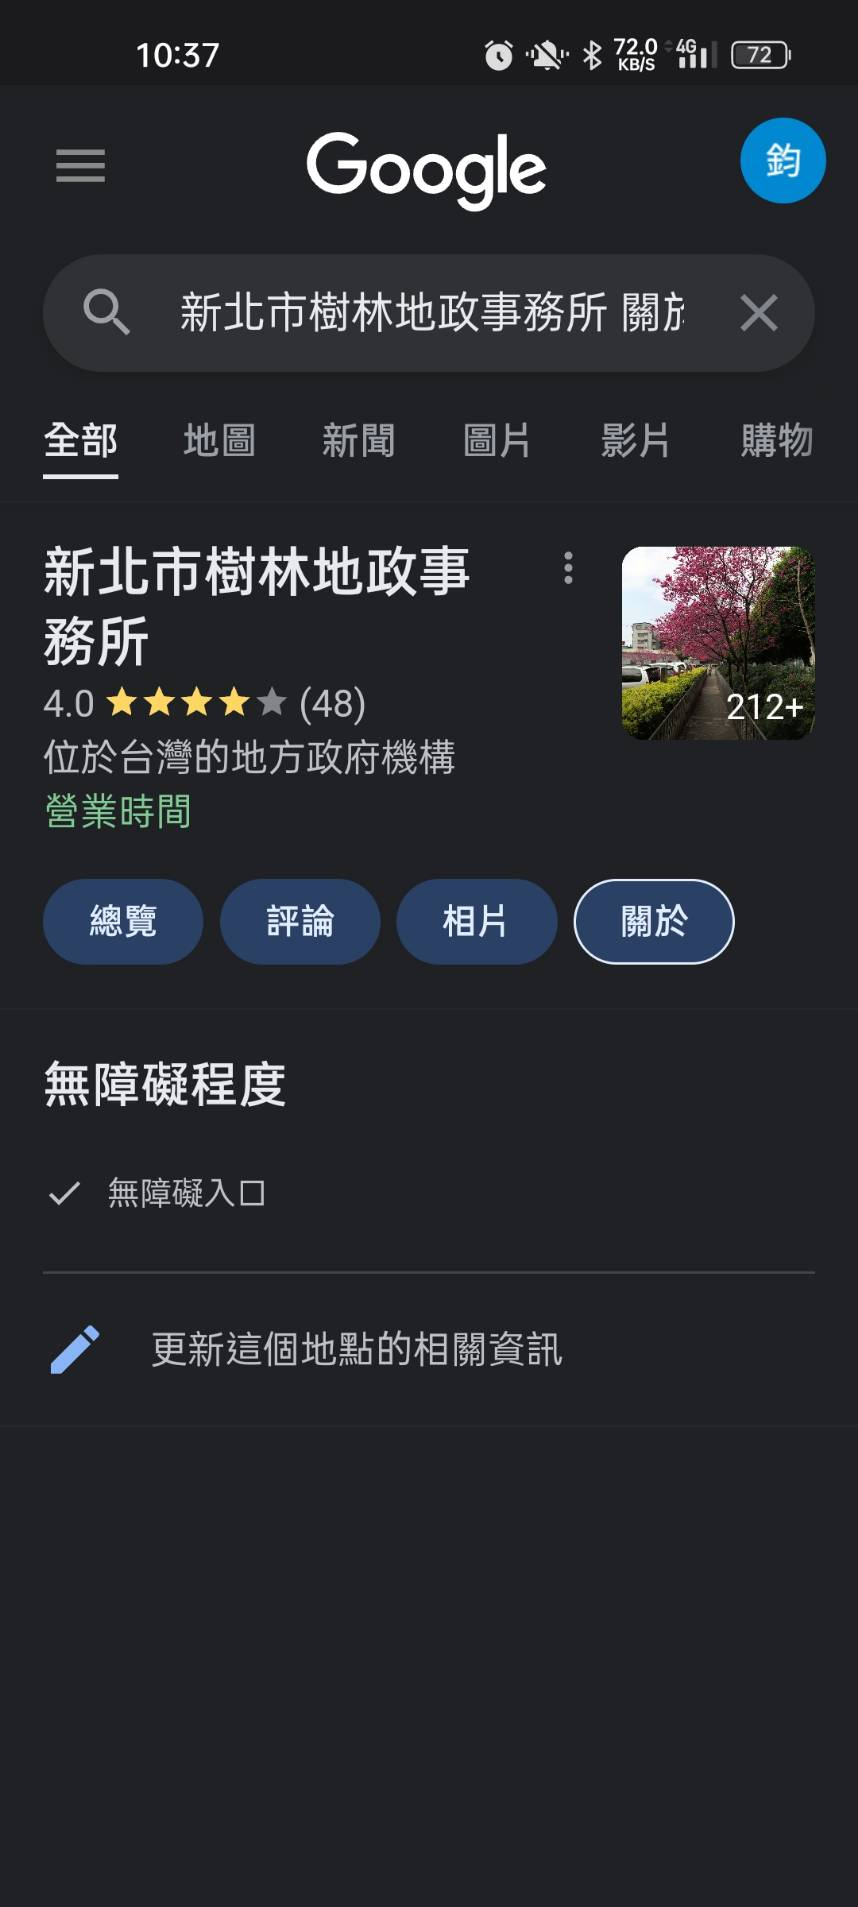 10:37
72.0 KB/S 4G 72
Google
鈞
新北市樹林地政事務所 關於
全部 地圖 新聞 圖片 影片 購物
新北市樹林地政事
務所
212+
4.0 (48)
位於台灣的地方政府機構
營業時間
總覽 評論 相片 關於
無障礙程度
無障礙入口
更新這個地點的相關資訊